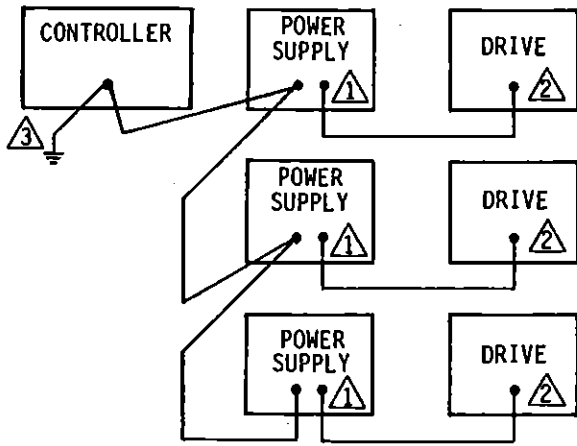 CONTROLLER
3
POWER
SUPPLY
1
DRIVE
2
POWER
SUPPLY
1
DRIVE
2
POWER
SUPPLY
1
DRIVE
2